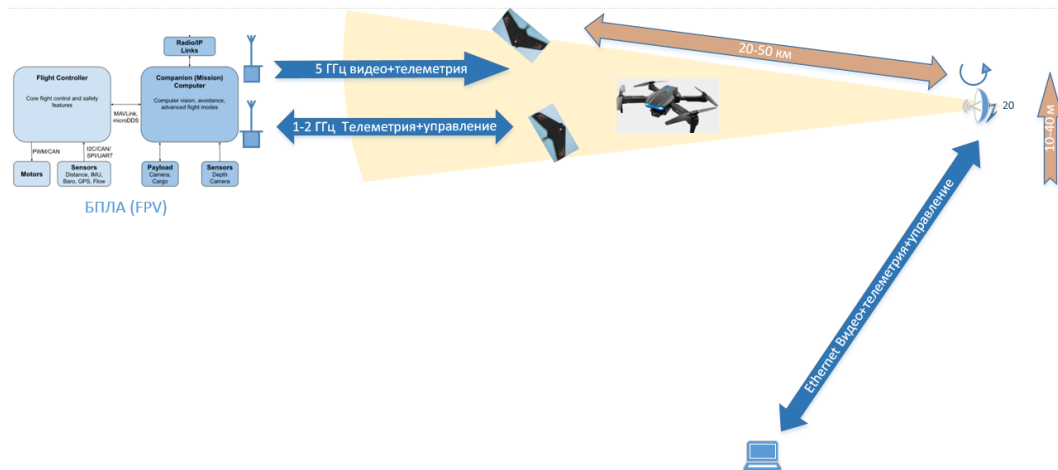 Radio/IP
Links
Flight Controller
Core flight control and safety
features
Companion (Mission)
Computer
Computer vision, avoidance,
advanced flight modes
MAVLink,
microDDS
PWM/CAN
I2C/CAN/
SPI/UART
Motors
Sensors
Distance, IMU,
Baro, GPS, Flow
Payload
Camera,
Cargo
Sensors
Depth
Camera
БПЛА (FPV)
5 ГГц видео+телеметрия
1-2 ГГц Телеметрия+управление
20-50 км
20
10-40 м
Ethernet Видео+телеметрия+управление